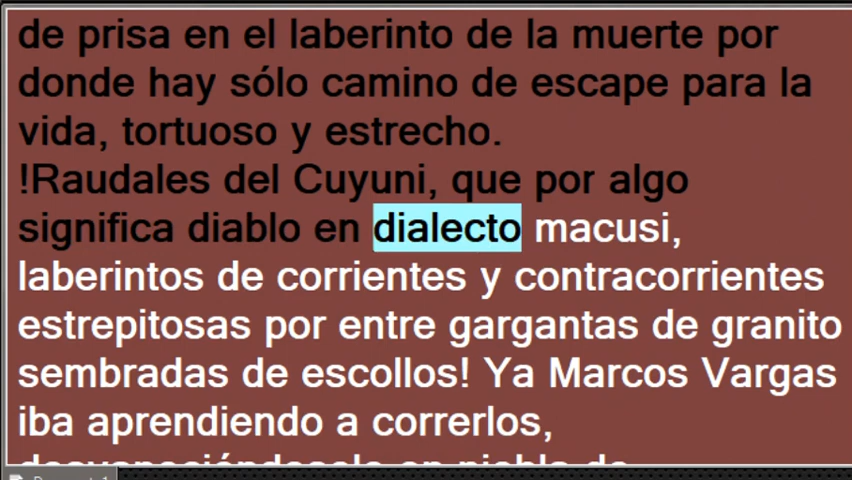 de prisa en el laberinto de la muerte por
donde hay sólo camino de escape para la
vida, tortuoso y estrecho.
!Raudales del Cuyuni, que por algo
significa diablo en dialecto macusi,
laberintos de corrientes y contracorrientes
estrepitosas por entre gargantas de granito
sembradas de escollos! Ya Marcos Vargas
iba aprendiendo a correrlos,